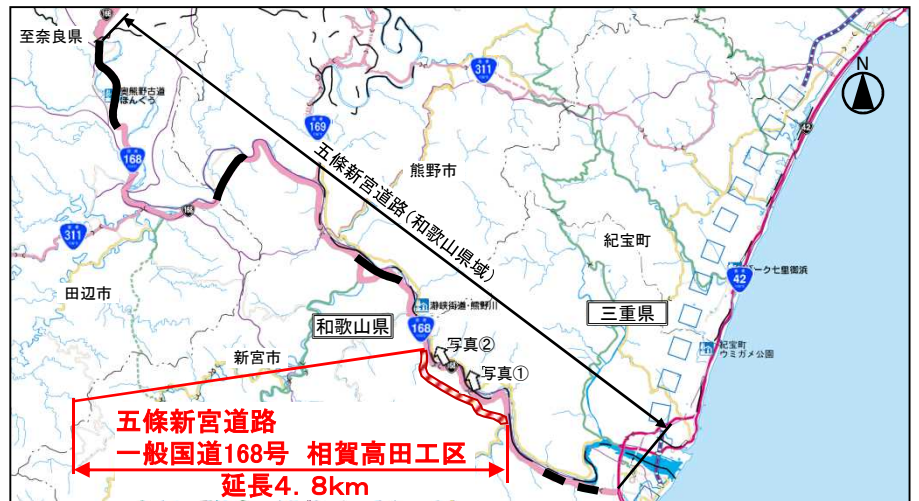 168
至奈良県
奥熊野古道
ほんぐう
311
N
42
169
168
五條新宮道路(和歌山県域)
熊野市
168
311
紀宝町
42
パーク七里御浜
田辺市
瀞峡街道・熊野川
三重県
和歌山県
168
紀宝町
ウミガメ公園
新宮市
写真②
168
写真①
五條新宮道路
一般国道168号 相賀高田工区
延長4.8km